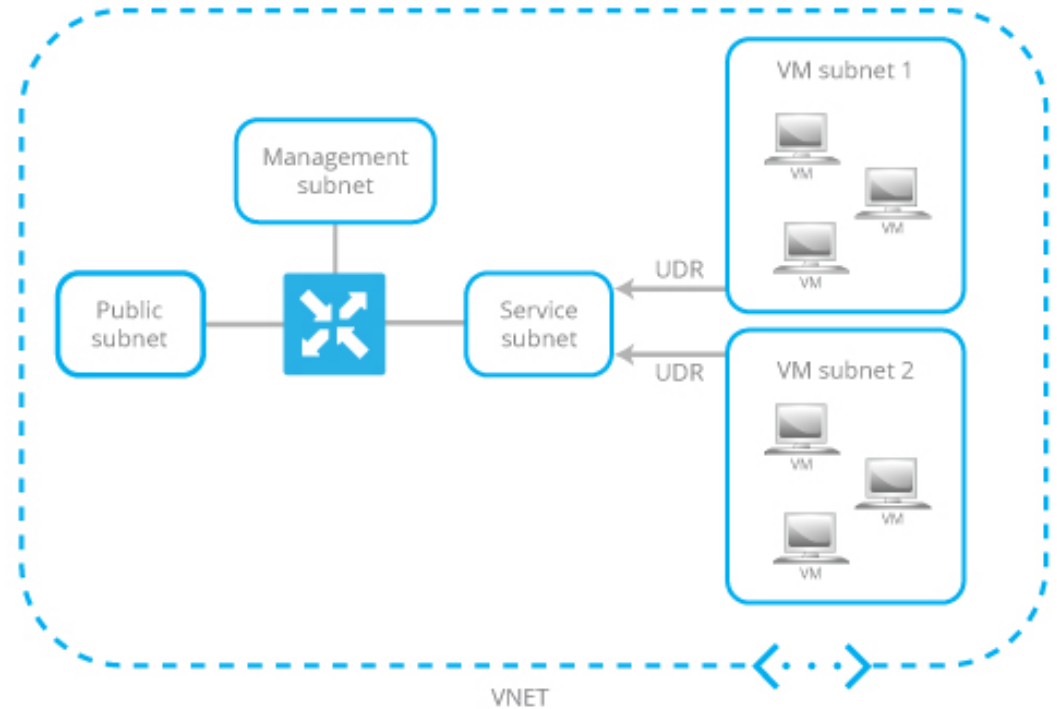 VM subnet 1
VM
VM
VM
Management
subnet
UDR
Public
subnet
Service
subnet
UDR
VM subnet 2
VM
VM
VM
VNET